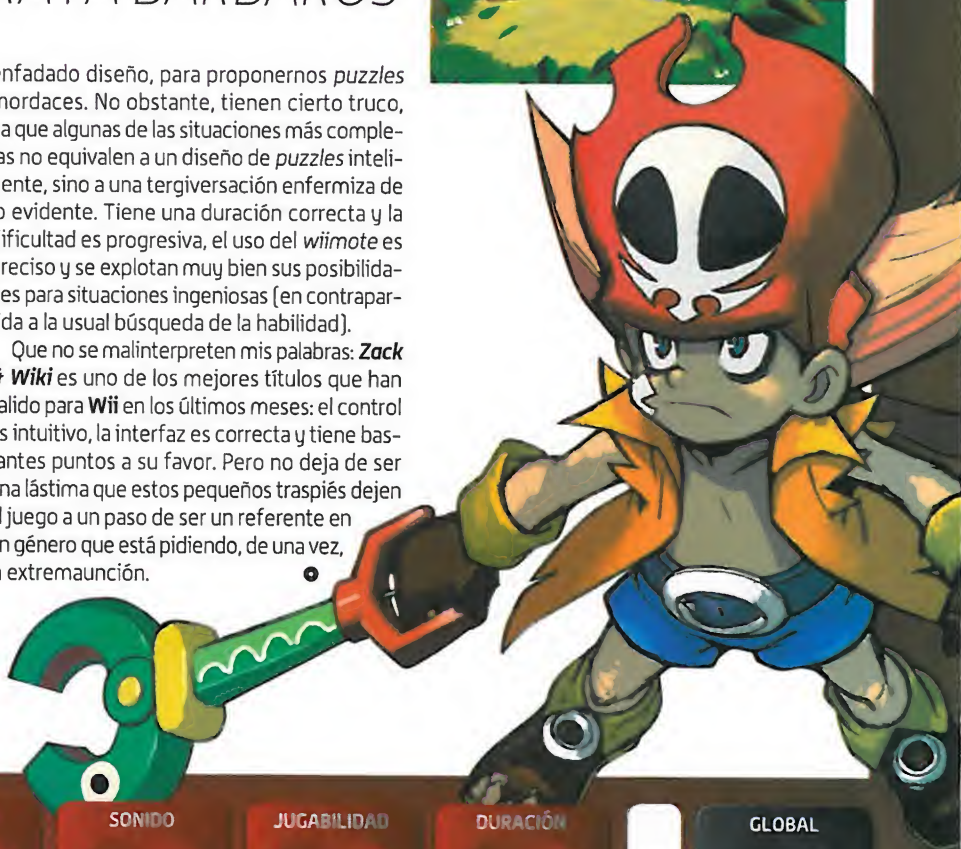 MATA BÁRBAROS
enfadado diseño, para proponernos puzzles
mordaces. No obstante, tienen cierto truco,
a que algunas de las situaciones más comple-
as no equivalen a un diseño de puzzles inteli-
ente, sino a una tergiversación enfermiza de
o evidente. Tiene una duración correcta y la
ificultad es progresiva, el uso del wiimote es
reciso y se explotan muy bien sus posibilida-
es para situaciones ingeniosas (en contrapar-
da a la usual búsqueda de la habilidad).
Que no se malinterpreten mis palabras: Zack
& Wiki es uno de los mejores títulos que han
alido para Wii en los últimos meses: el control
s intuitivo, la interfaz es correcta y tiene bas-
antes puntos a su favor. Pero no deja de ser
na lástima que estos pequeños traspiés dejen
l juego a un paso de ser un referente en
n género que está pidiendo, de una vez,
a extremaunción.
SONIDO
JUGABILIDAD
DURACIÓN
GLOBAL